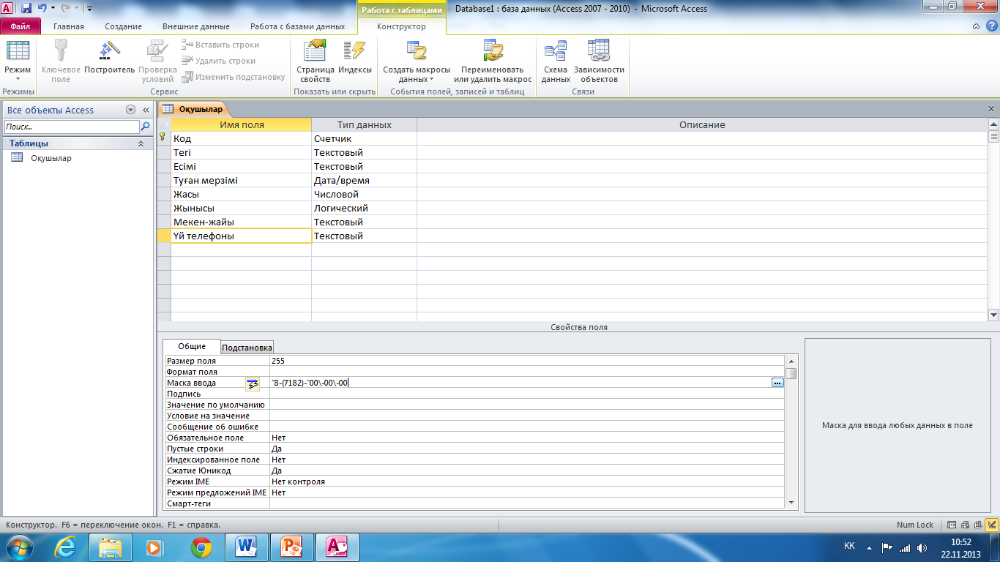 Работа с таблицами
Database1 : база данных (Access 2007 - 2010) - Microsoft Access
Файл Главная Создание Внешние данные Работа с базами данных Конструктор
Режим
Ключевое поле
Построитель
Проверка условий
Вставить строки
Удалить строки
Изменить подстановку
Страница свойств
Индексы
Создать макросы данных
Переименовать или удалить макрос
Схема данных
Зависимости объектов
Режимы Сервис Показать или скрыть События полей, записей и таблиц Связи
Все объекты Access
Поиск...
Таблицы
Оқушылар
Оқушылар
Имя поля Тип данных Описание
Код Счетчик
Тегі Текстовый
Есімі Текстовый
Туған мерзімі Дата/время
Жасы Числовой
Жынысы Логический
Мекен-жайы Текстовый
Үй телефоны Текстовый
Свойства поля
Общие Подстановка
Размер поля 255
Формат поля
Маска ввода "8-(7182)-"00\-00\-00
Подпись
Значение по умолчанию
Условие на значение
Сообщение об ошибке
Обязательное поле Нет
Пустые строки Да
Индексированное поле Нет
Сжатие Юникод Да
Режим IME Нет контроля
Режим предложений IME Нет
Смарт-теги
Маска для ввода любых данных в поле
Конструктор. F6 = переключение окон. F1 = справка.
Num Lock
KK
10:52
22.11.2013